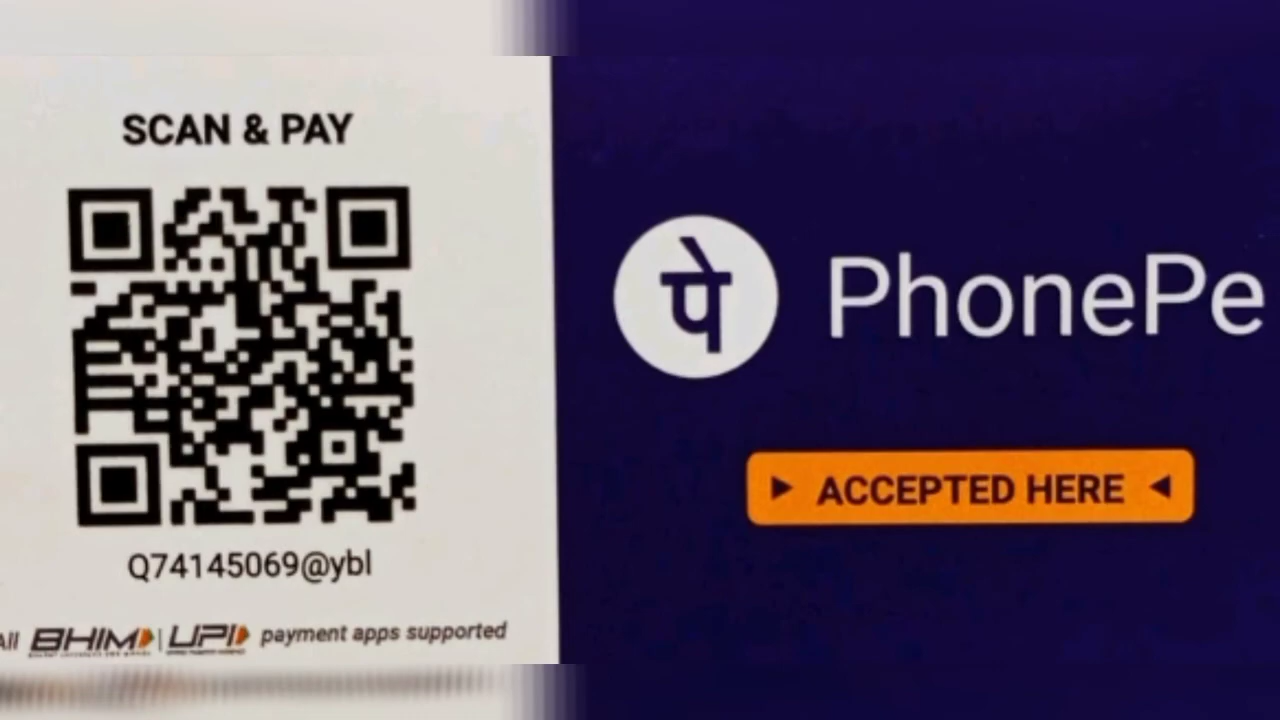 SCAN & PAY
Q74145069@ybl
All BHIM | UPI payment apps supported
पे PhonePe
ACCEPTED HERE